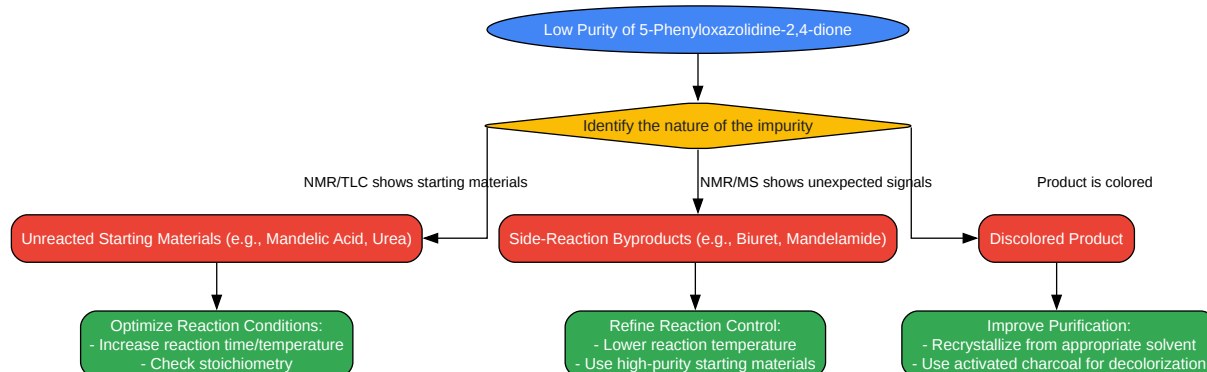 Low Purity of 5-Phenyloxazolidine-2,4-dione
Identify the nature of the impurity
NMR/TLC shows starting materials
NMR/MS shows unexpected signals
Product is colored
Unreacted Starting Materials (e.g., Mandelic Acid, Urea)
Side-Reaction Byproducts (e.g., Biuret, Mandelamide)
Discolored Product
Optimize Reaction Conditions:
- Increase reaction time/temperature
- Check stoichiometry
Refine Reaction Control:
- Lower reaction temperature
- Use high-purity starting materials
Improve Purification:
- Recrystallize from appropriate solvent
- Use activated charcoal for decolorization